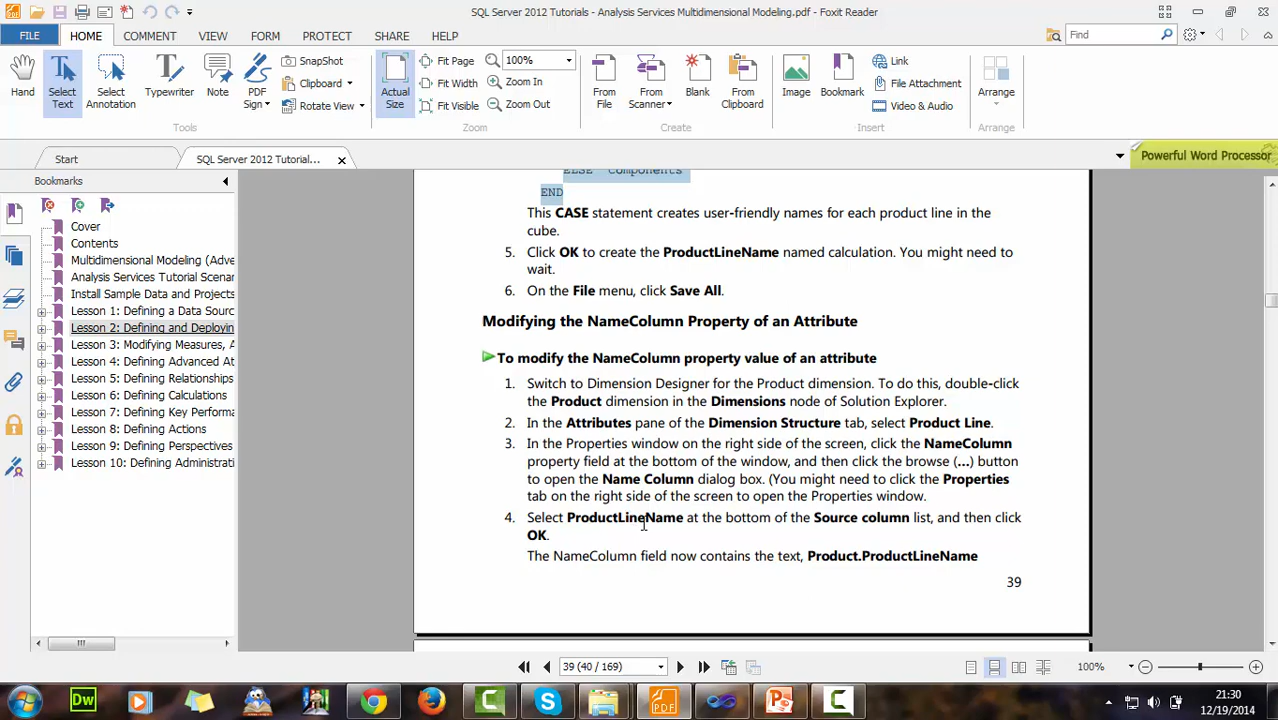 SQL Server 2012 Tutorials - Analysis Services Multidimensional Modeling.pdf - Foxit Reader
FILE
HOME
COMMENT
VIEW
FORM
PROTECT
SHARE
HELP
Find
Hand
Select Text
Select Annotation
Typewriter
Note
PDF Sign
SnapShot
Clipboard
Rotate View
Tools
Actual Size
Fit Page
Fit Width
Fit Visible
100%
Zoom In
Zoom Out
Zoom
From File
From Scanner
Blank
From Clipboard
Create
Image
Bookmark
Link
File Attachment
Video & Audio
Insert
Arrange
Arrange
Start
SQL Server 2012 Tutorial...
Powerful Word Processor
Bookmarks
Cover
Contents
Multidimensional Modeling (Adve
Analysis Services Tutorial Scenar
Install Sample Data and Projects
Lesson 1: Defining a Data Sourc
Lesson 2: Defining and Deployin
Lesson 3: Modifying Measures, A
Lesson 4: Defining Advanced At
Lesson 5: Defining Relationships
Lesson 6: Defining Calculations
Lesson 7: Defining Key Performa
Lesson 8: Defining Actions
Lesson 9: Defining Perspectives
Lesson 10: Defining Administrati
ELSE 'Components'
END
This CASE statement creates user-friendly names for each product line in the
cube.
5. Click OK to create the ProductLineName named calculation. You might need to
wait.
6. On the File menu, click Save All.
Modifying the NameColumn Property of an Attribute
To modify the NameColumn property value of an attribute
1. Switch to Dimension Designer for the Product dimension. To do this, double-click
the Product dimension in the Dimensions node of Solution Explorer.
2. In the Attributes pane of the Dimension Structure tab, select Product Line.
3. In the Properties window on the right side of the screen, click the NameColumn
property field at the bottom of the window, and then click the browse (...) button
to open the Name Column dialog box. (You might need to click the Properties
tab on the right side of the screen to open the Properties window.
4. Select ProductLineName at the bottom of the Source column list, and then click
OK.
The NameColumn field now contains the text, Product.ProductLineName
39
39 (40 / 169)
100%
21:30
12/19/2014